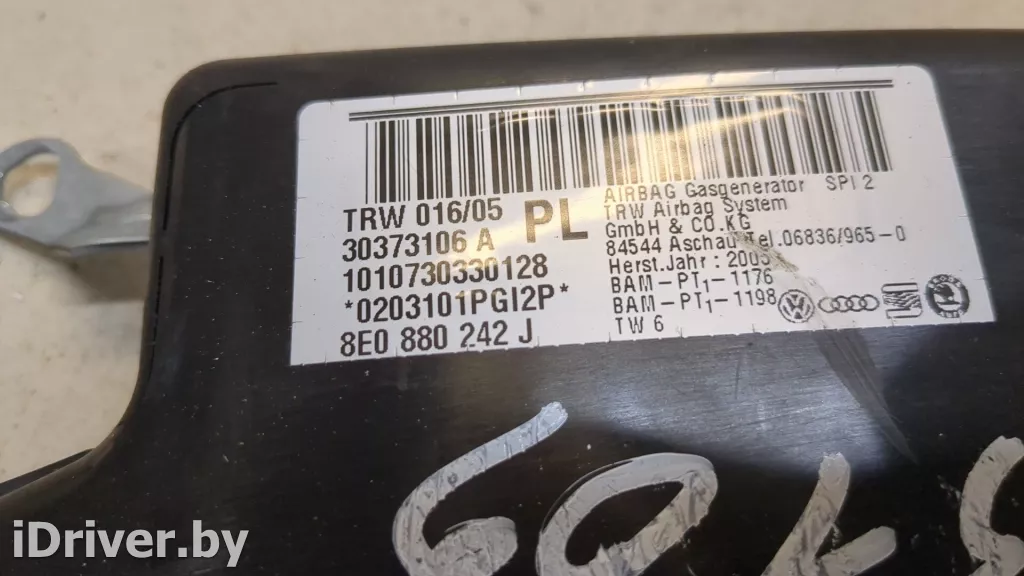 TRW 016/05
30373106 A
PL
1010730330128
*0203101PGI2P*
8E0 880 242 J
AIRBAG Gasgenerator SPI 2
TRW Airbag System
GmbH & CO.KG
84544 Aschau Tel.06836/965-0
Herst.Jahr : 2005
BAM-PT1-1176
BAM-PT1-1198
TW 6
iDriver.by